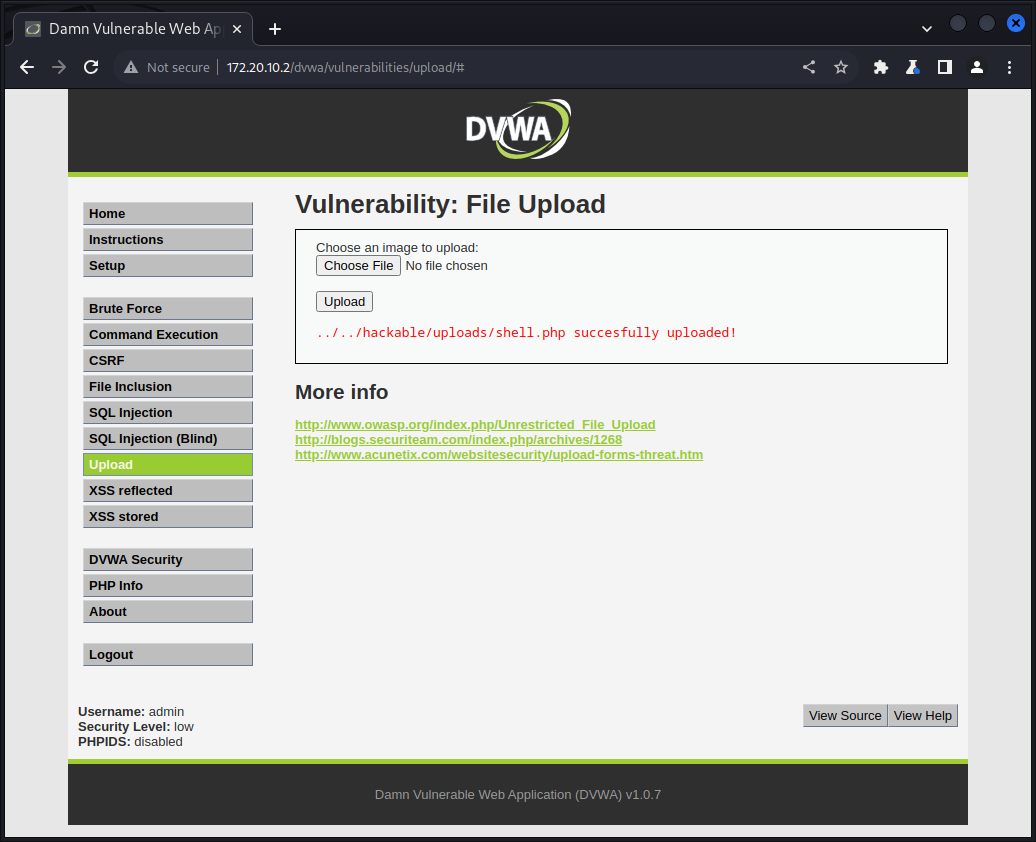 Damn Vulnerable Web Ap
Not secure
172.20.10.2/dvwa/vulnerabilities/upload/#
DVWA
Home
Instructions
Setup
Brute Force
Command Execution
CSRF
File Inclusion
SQL Injection
SQL Injection (Blind)
Upload
XSS reflected
XSS stored
DVWA Security
PHP Info
About
Logout
Vulnerability: File Upload
Choose an image to upload:
Choose File No file chosen
Upload
../../hackable/uploads/shell.php succesfully uploaded!
More info
http://www.owasp.org/index.php/Unrestricted_File_Upload
http://blogs.securiteam.com/index.php/archives/1268
http://www.acunetix.com/websitesecurity/upload-forms-threat.htm
Username: admin
Security Level: low
PHPIDS: disabled
View Source View Help
Damn Vulnerable Web Application (DVWA) v1.0.7